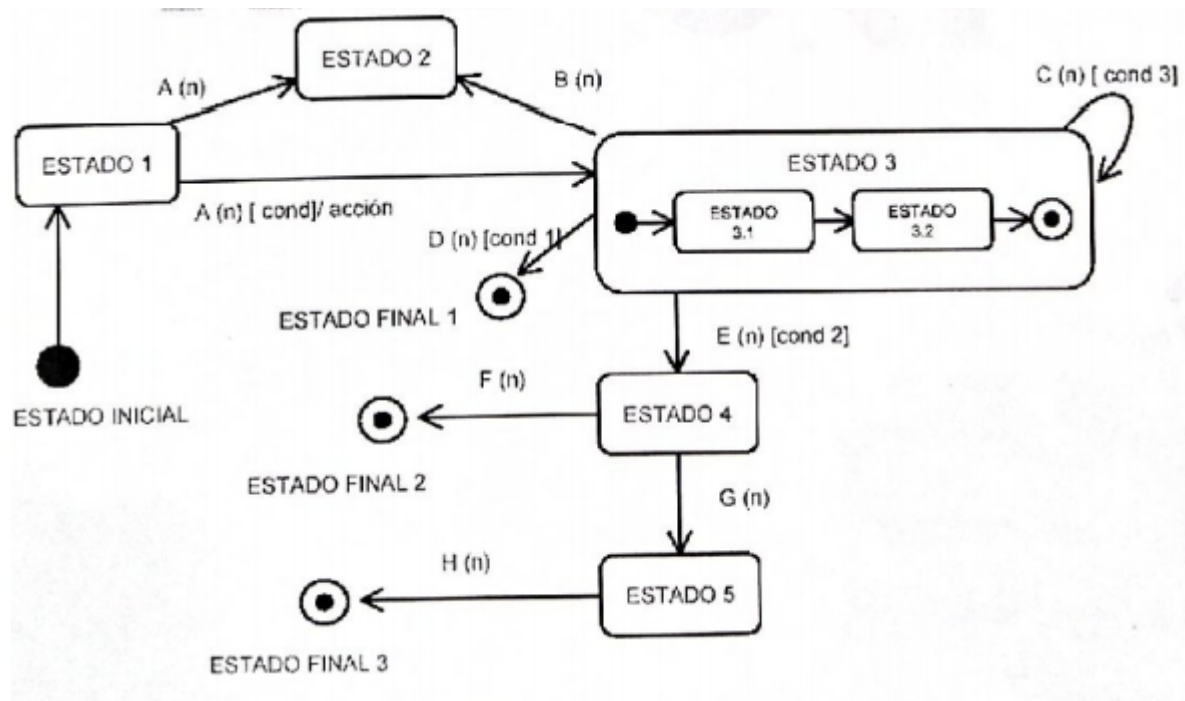 ESTADO 2
A (n)
B (n)
C (n) [ cond 3]
ESTADO 1
ESTADO 3
A (n) [ cond]/ acción
ESTADO
3.1
ESTADO
3.2
D (n) [cond 1]
ESTADO FINAL 1
E (n) [cond 2]
F (n)
ESTADO INICIAL
ESTADO 4
ESTADO FINAL 2
G (n)
H (n)
ESTADO 5
ESTADO FINAL 3